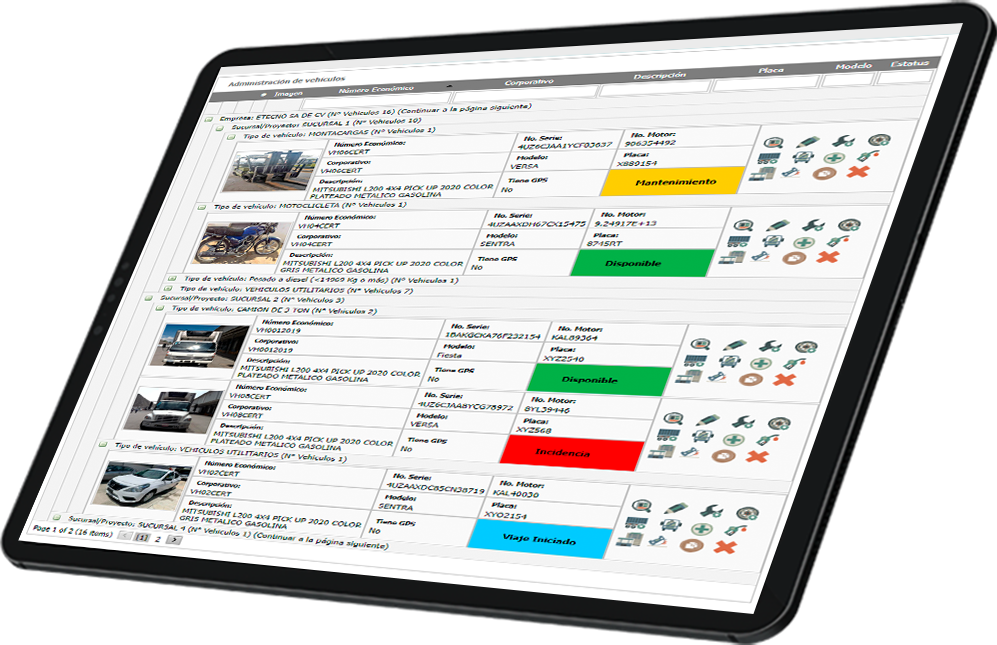 Administración de vehículos
# Imagen Número Económico Corporativo Descripción Placa Modelo Estatus
Empresa: ETECNO SA DE CV (N° Vehículos 16) (Continuar a la página siguiente)
Sucursal/Proyecto: SUCURSAL 1 (N° Vehículos 10)
Tipo de vehículo: MONTACARGAS (N° Vehículos 1)
Número Económico:
VH06CERT
Corporativo:
VH06CERT
Descripción:
MITSUBISHI L200 4X4 PICK UP 2020 COLOR
PLATEADO METALICO GASOLINA
No. Serie:
4UZ6CJAA1YCF03637
Modelo:
VERSA
Tiene GPS
No
No. Motor:
906354492
Placa:
X889154
Mantenimiento
Tipo de vehículo: MOTOCICLETA (N° Vehículos 1)
Número Económico:
VH04CERT
Corporativo:
VH04CERT
Descripción:
MITSUBISHI L200 4X4 PICK UP 2020 COLOR
GRIS METALICO GASOLINA
No. Serie:
4UZAAXDH67CX15475
Modelo:
SENTRA
Tiene GPS
No
No. Motor:
9.24917E+13
Placa:
8745RT
Disponible
Tipo de vehículo: Pesado a diesel (<14969 Kg o más) (N° Vehículos 1)
Tipo de vehículo: VEHICULOS UTILITARIOS (N° Vehículos 7)
Sucursal/Proyecto: SUCURSAL 2 (N° Vehículos 3)
Tipo de vehículo: CAMION DE 3 TON (N° Vehículos 2)
Número Económico:
VH0012019
Corporativo:
VH0012019
Descripción:
MITSUBISHI L200 4X4 PICK UP 2020 COLOR
PLATEADO METALICO GASOLINA
No. Serie:
1BAKGCKA76F232154
Modelo:
Fiesta
Tiene GPS
No
No. Motor:
KAL89364
Placa:
XYZ2540
Disponible
Número Económico:
VH08CERT
Corporativo:
VH08CERT
Descripción:
MITSUBISHI L200 4X4 PICK UP 2020 COLOR
PLATEADO METALICO GASOLINA
No. Serie:
4UZ6CJAA8YCG78972
Modelo:
VERSA
Tiene GPS
No
No. Motor:
8YL39446
Placa:
XYZ568
Incidencia
Tipo de vehículo: VEHICULOS UTILITARIOS (N° Vehículos 1)
Número Económico:
VH02CERT
Corporativo:
VH02CERT
Descripción:
MITSUBISHI L200 4X4 PICK UP 2020 COLOR
GRIS METALICO GASOLINA
No. Serie:
4UZAAXDC85CN38719
Modelo:
SENTRA
Tiene GPS
No
No. Motor:
KAL40030
Placa:
XYO2154
Viaje Iniciado
Sucursal/Proyecto: SUCURSAL 4 (N° Vehículos 1) (Continuar a la página siguiente)
Page 1 of 2 (16 items) < [1] 2 >